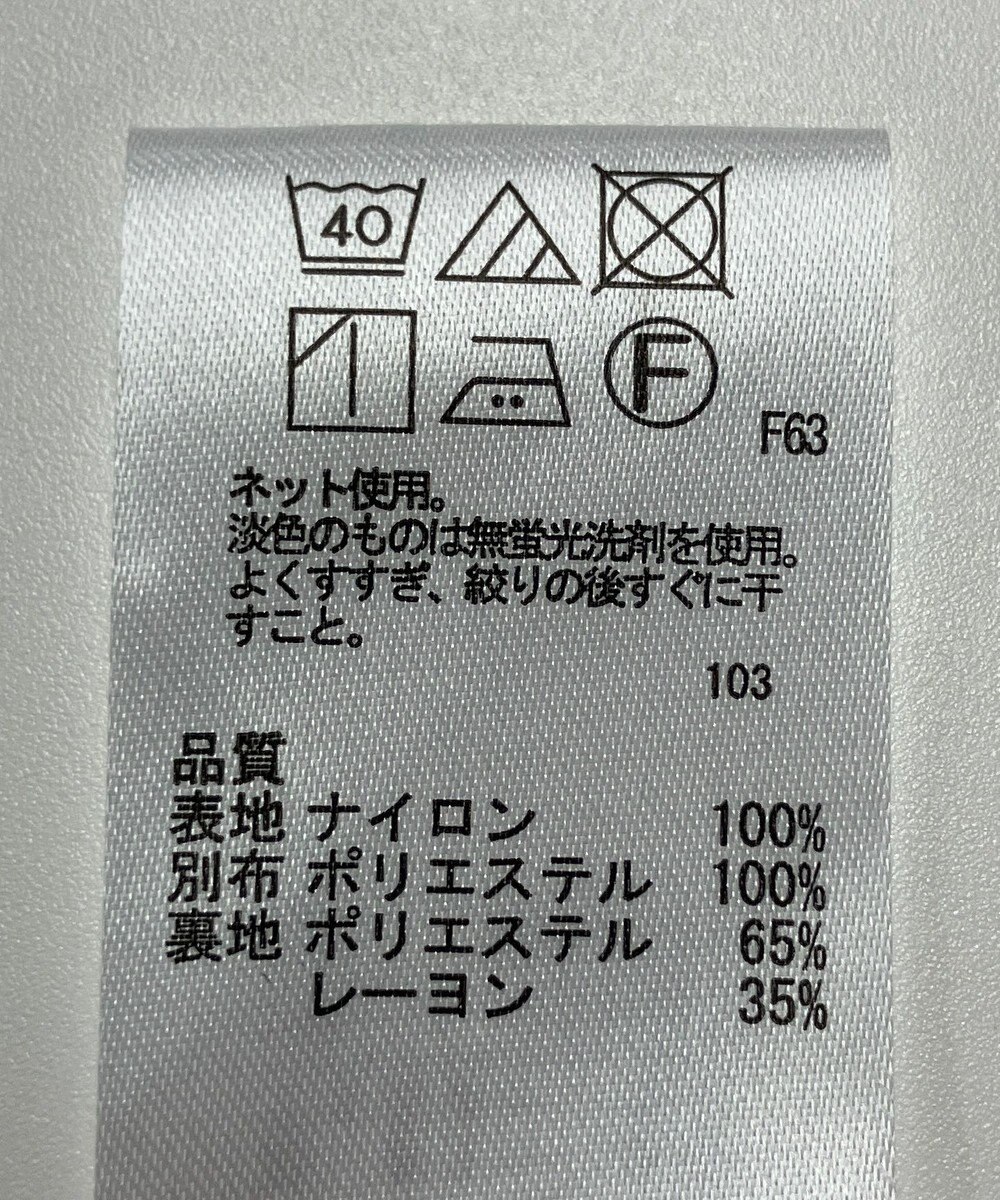 40
F
F63
ネット使用。
淡色のものは無蛍光洗剤を使用。
よくすすぎ、絞りの後すぐに干
すこと。
103
品質
表地 ナイロン 100%
別布 ポリエステル 100%
裏地 ポリエステル 65%
レーヨン 35%